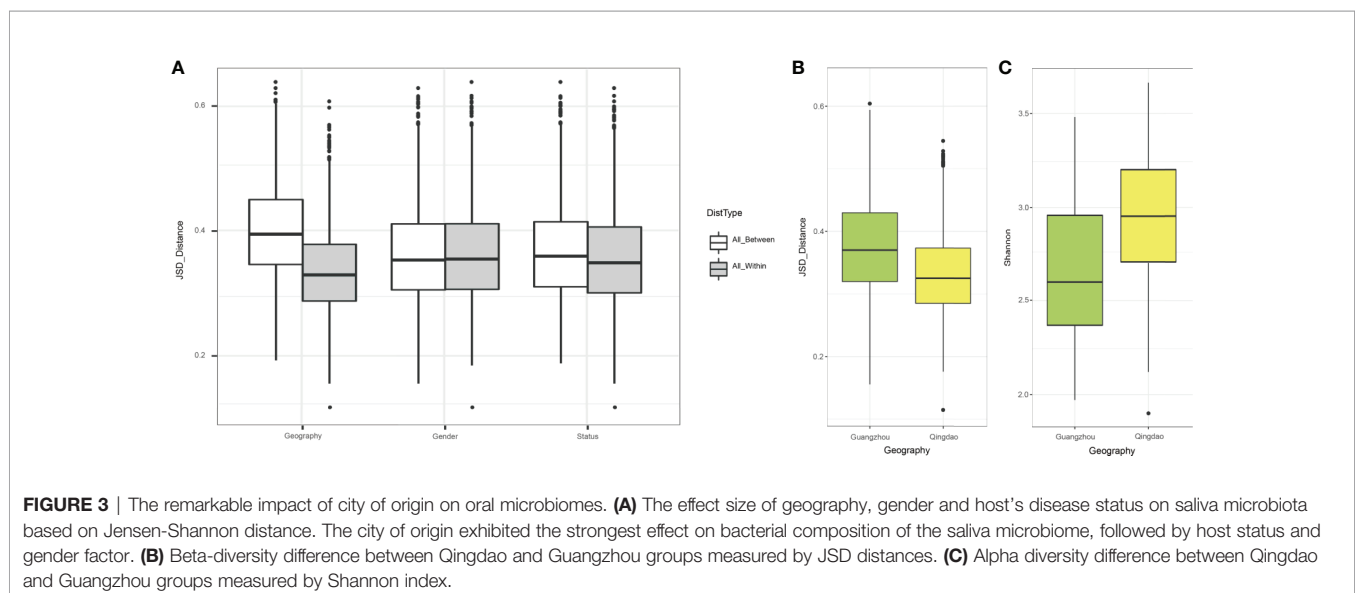 A
B
C
JSD_Distance
0.6
0.4
0.2
Geography
Gender
Status
DistType
All_Between
All_Within
JSD_Distance
0.6
0.4
0.2
Guangzhou
Qingdao
Geography
Shannon
3.5
3.0
2.5
2.0
Guangzhou
Qingdao
Geography
FIGURE 3 | The remarkable impact of city of origin on oral microbiomes. (A) The effect size of geography, gender and host's disease status on saliva microbiota
based on Jensen-Shannon distance. The city of origin exhibited the strongest effect on bacterial composition of the saliva microbiome, followed by host status and
gender factor. (B) Beta-diversity difference between Qingdao and Guangzhou groups measured by JSD distances. (C) Alpha diversity difference between Qingdao
and Guangzhou groups measured by Shannon index.